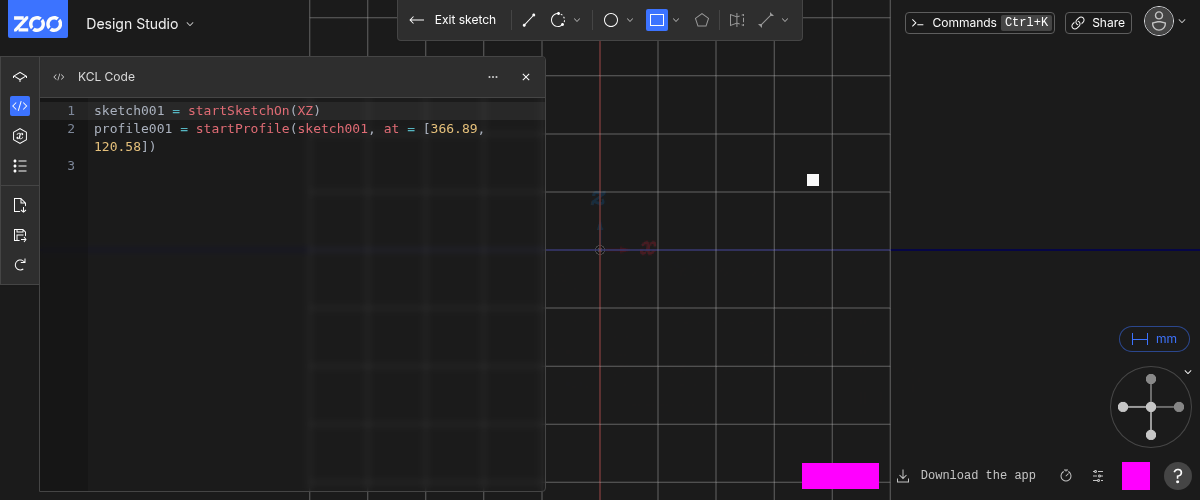 ZOO
Design Studio
Exit sketch
Commands Ctrl+K
Share
KCL Code
1 sketch001 = startSketchOn(XZ)
2 profile001 = startProfile(sketch001, at = [366.89,
120.58])
3
z
x
mm
Download the app
?